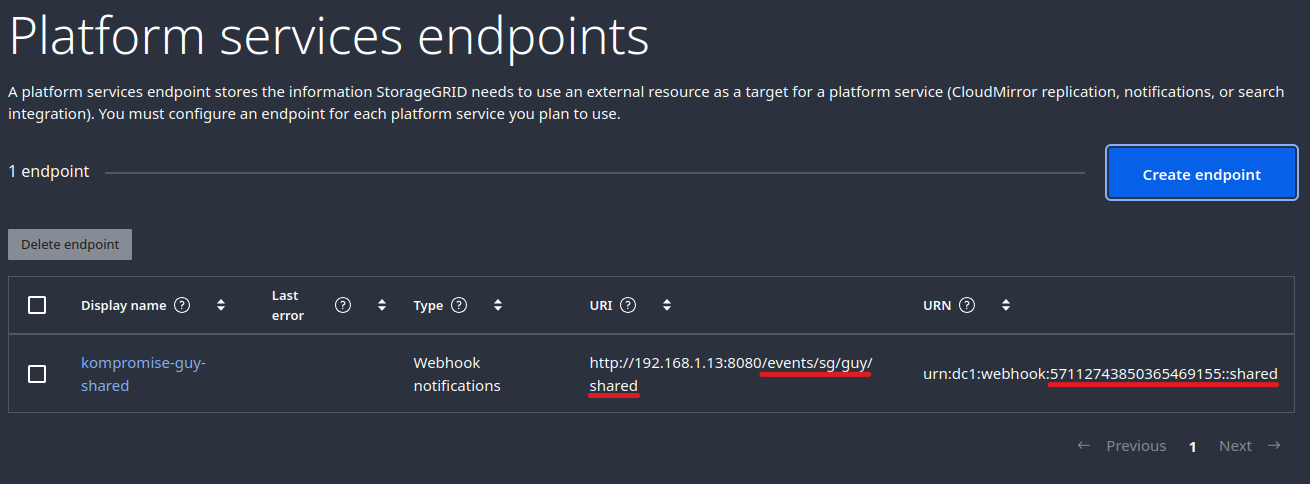 Platform services endpoints
A platform services endpoint stores the information StorageGRID needs to use an external resource as a target for a platform service (CloudMirror replication, notifications, or search
integration). You must configure an endpoint for each platform service you plan to use.
1 endpoint
Create endpoint
Delete endpoint
Display name ? Last error ? Type ? URI ? URN ?
kompromise-guy-
shared
Webhook
notifications
http://192.168.1.13:8080/events/sg/guy/
shared
urn:dc1:webhook:57112743850365469155::shared
← Previous 1 Next →